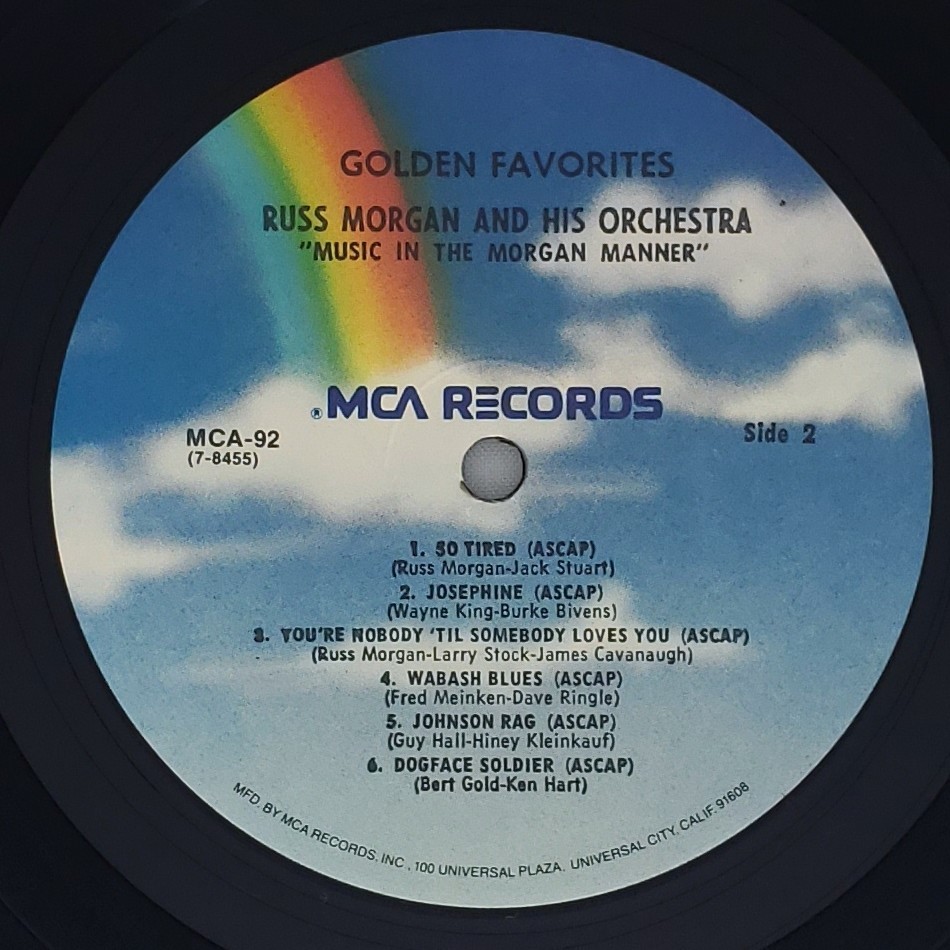 GOLDEN FAVORITES
RUSS MORGAN AND HIS ORCHESTRA
"MUSIC IN THE MORGAN MANNER"
®MCA RECORDS
MCA-92
(7-8455)
Side 2
1. SO TIRED (ASCAP)
(Russ Morgan-Jack Stuart)
2. JOSEPHINE (ASCAP)
(Wayne King-Burke Bivens)
3. YOU'RE NOBODY 'TIL SOMEBODY LOVES YOU (ASCAP)
(Russ Morgan-Larry Stock-James Cavanaugh)
4. WABASH BLUES (ASCAP)
(Fred Meinken-Dave Ringle)
5. JOHNSON RAG (ASCAP)
(Guy Hall-Hiney Kleinkauf)
6. DOGFACE SOLDIER (ASCAP)
(Bert Gold-Ken Hart)
MFD. BY MCA RECORDS, INC., 100 UNIVERSAL PLAZA. UNIVERSAL CITY, CALIF. 91608